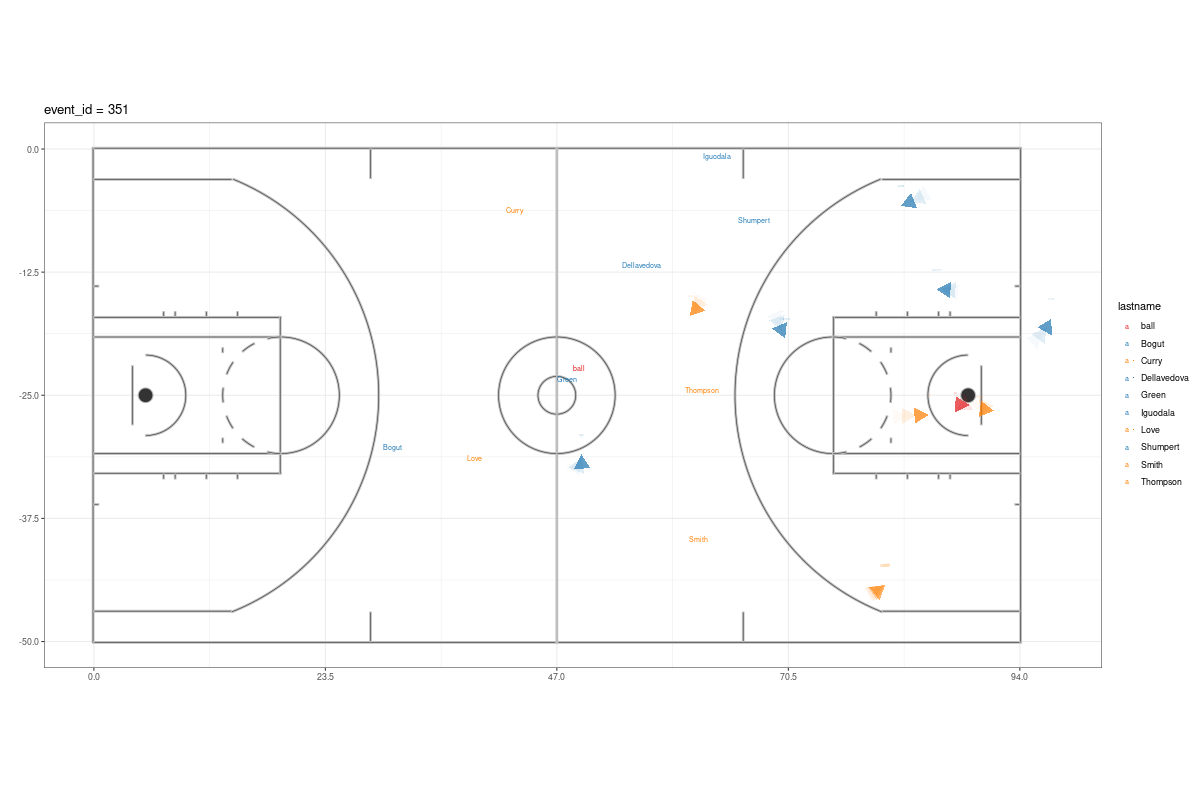 event_id = 351
0.0
-12.5
-25.0
-37.5
-50.0
0.0 23.5 47.0 70.5 94.0
Iguodala
Curry
Shumpert
Dellavedova
ball
Green
Thompson
Bogut
Love
Smith
lastname
a ball
a Bogut
a Curry
a Dellavedova
a Green
a Iguodala
a Love
a Shumpert
a Smith
a Thompson